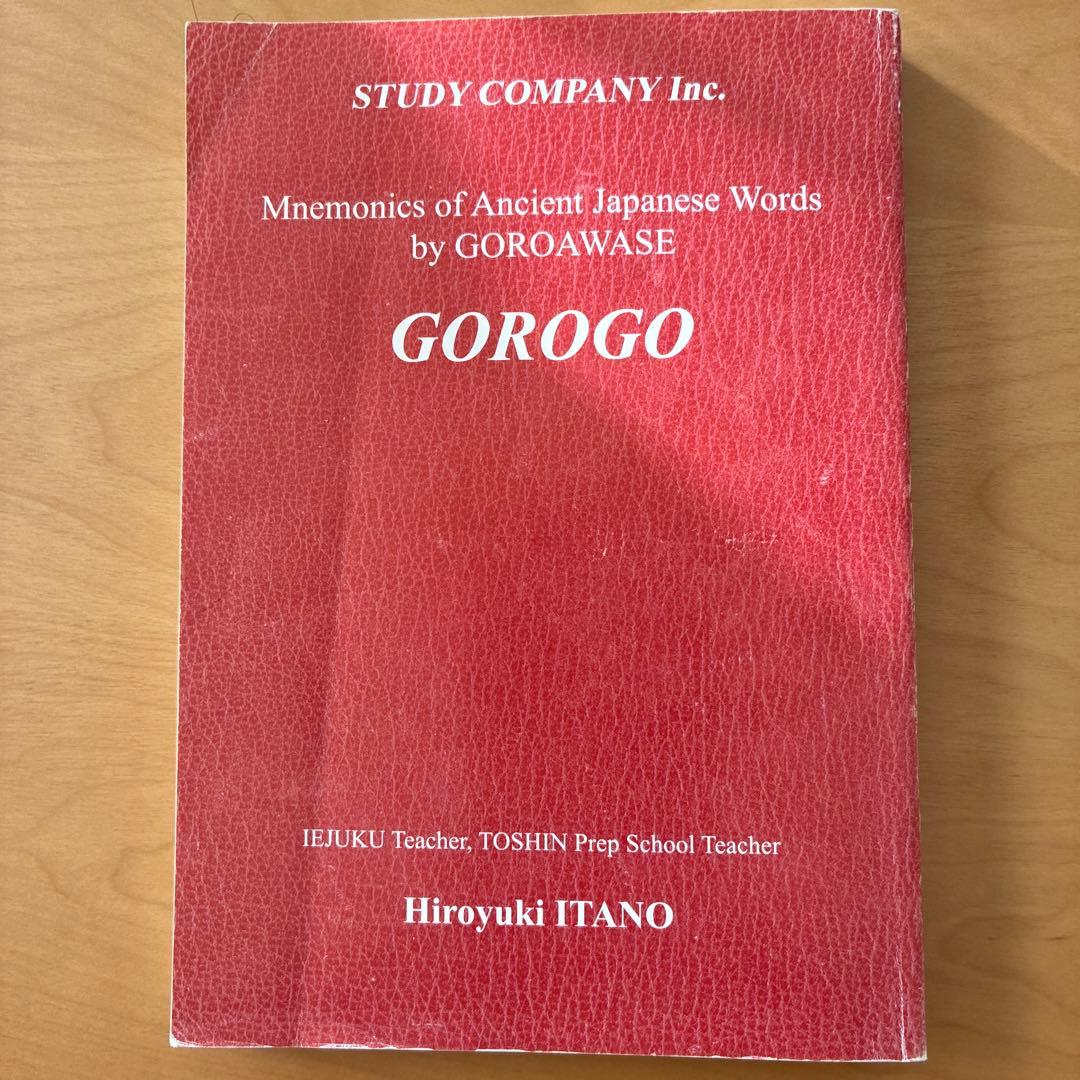 STUDY COMPANY Inc.
Mnemonics of Ancient Japanese Words
by GOROAWASE
GOROGO
IEJUKU Teacher, TOSHIN Prep School Teacher
Hiroyuki ITANO